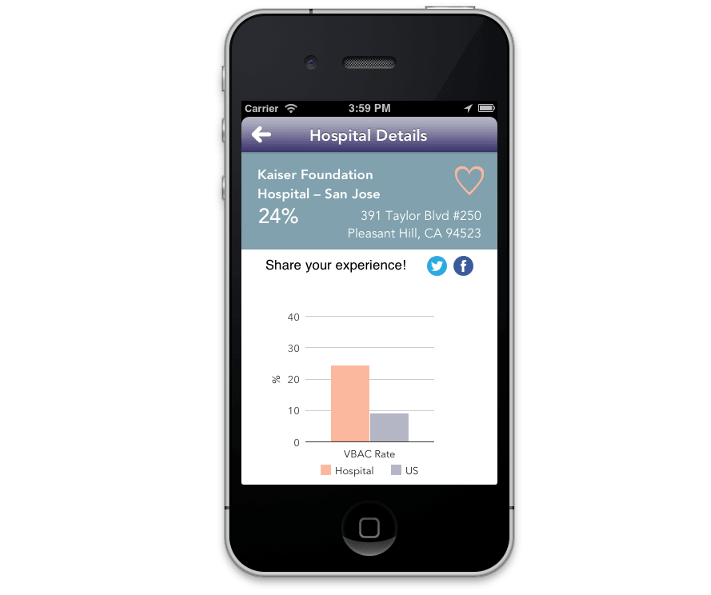 Carrier 3:59 PM
Hospital Details
Kaiser Foundation
Hospital – San Jose
24%
391 Taylor Blvd #250
Pleasant Hill, CA 94523
Share your experience!
40
30
20
10
0
%
VBAC Rate
Hospital US